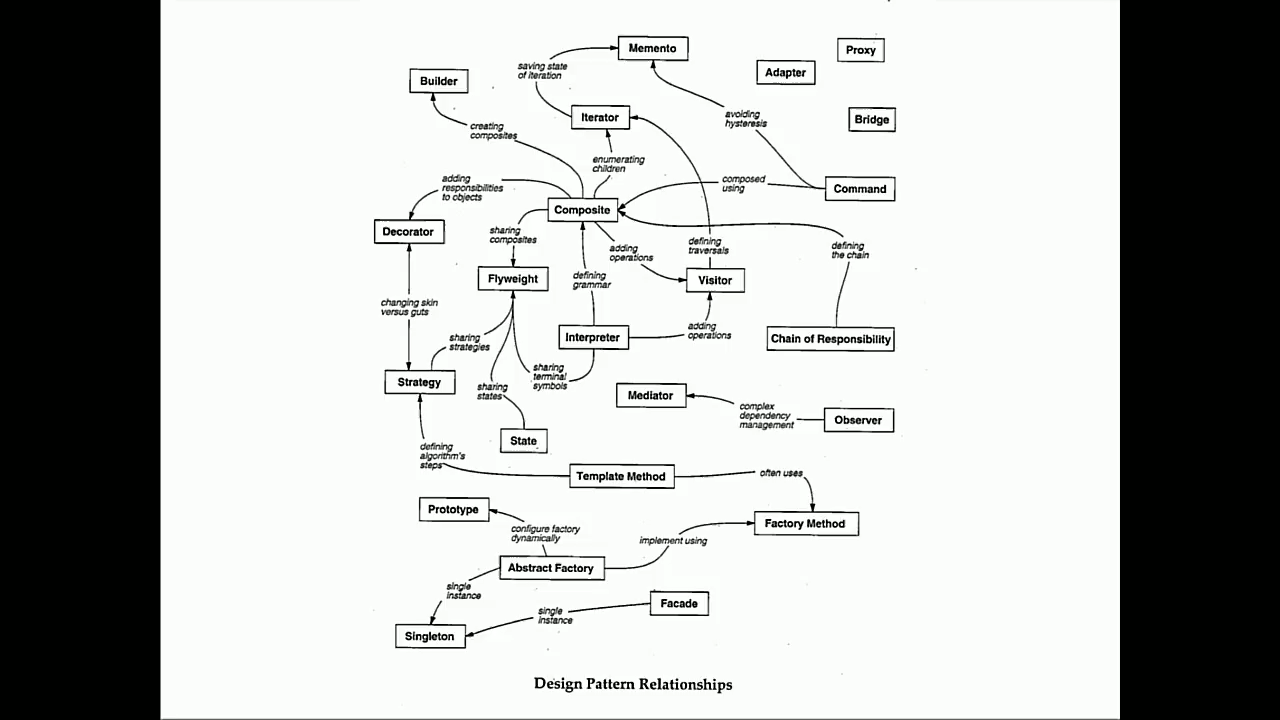 Memento
Proxy
Adapter
saving state
of iteration
Builder
Iterator
avoiding
hysteresis
Bridge
creating
composites
enumerating
children
adding
responsibilities
to objects
composed
using
Command
Composite
Decorator
sharing
composites
adding
operations
defining
traversals
defining
the chain
Flyweight
defining
grammar
Visitor
changing skin
versus guts
sharing
strategies
Interpreter
adding
operations
Chain of Responsibility
Strategy
sharing
states
sharing
terminal
symbols
Mediator
complex
dependency
management
Observer
State
defining
algorithm's
steps
Template Method
often uses
Prototype
configure factory
dynamically
implement using
Factory Method
Abstract Factory
single
instance
single
instance
Facade
Singleton
Design Pattern Relationships